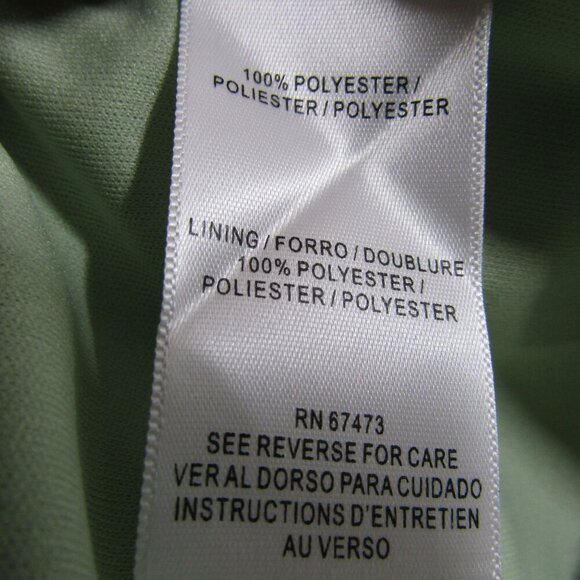 100% POLYESTER /
POLIESTER / POLYESTER
LINING / FORRO / DOUBLURE
100% POLYESTER /
POLIESTER / POLYESTER
RN 67473
SEE REVERSE FOR CARE
VER AL DORSO PARA CUIDADO
INSTRUCTIONS D'ENTRETIEN
AU VERSO